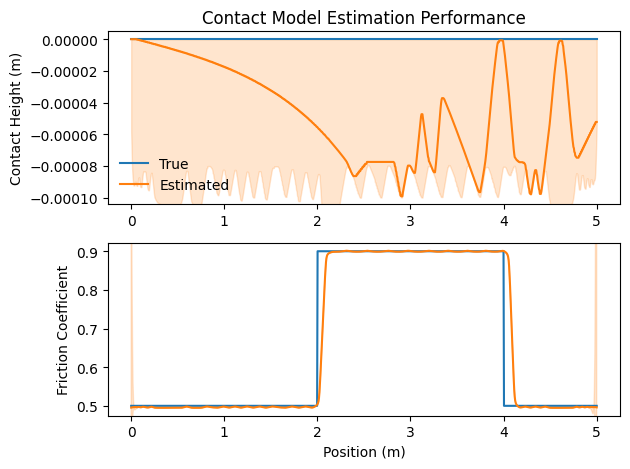 Contact Model Estimation Performance
Contact Height (m)
0.00000
−0.00002
−0.00004
−0.00006
−0.00008
−0.00010
True
Estimated
0 1 2 3 4 5
Friction Coefficient
0.9
0.8
0.7
0.6
0.5
0 1 2 3 4 5
Position (m)